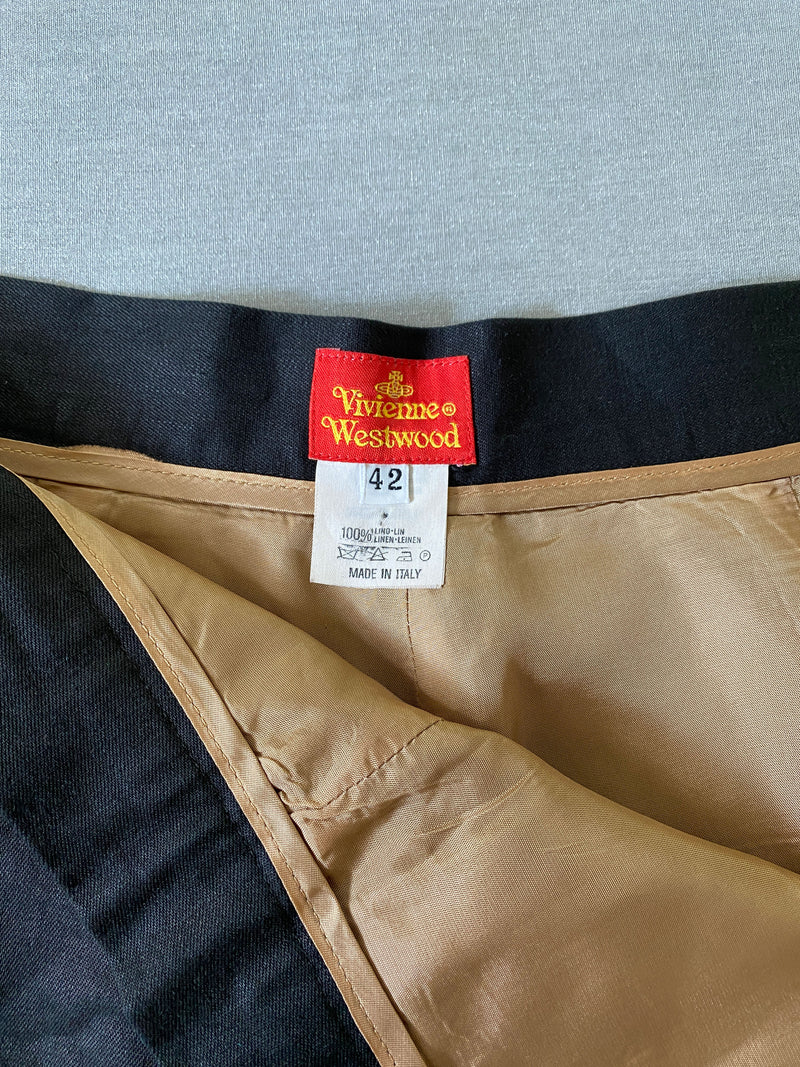 Vivienne ®
Westwood
42
100% LINO-LIN
LINEN-LEINEN
P
MADE IN ITALY